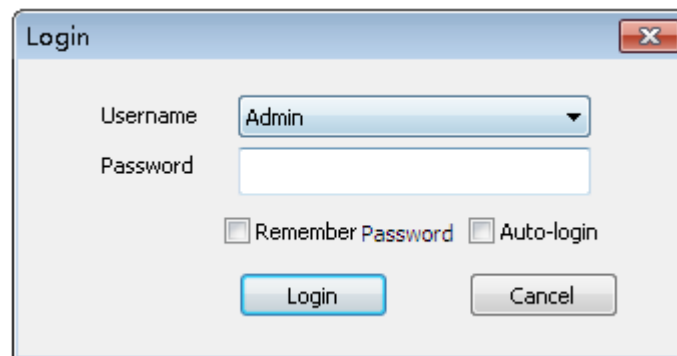 Login
Username Admin
Password
Remember Password Auto-login
Login Cancel